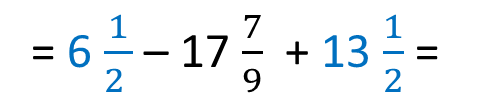 = 6 1/2 − 17 7/9 + 13 1/2 =